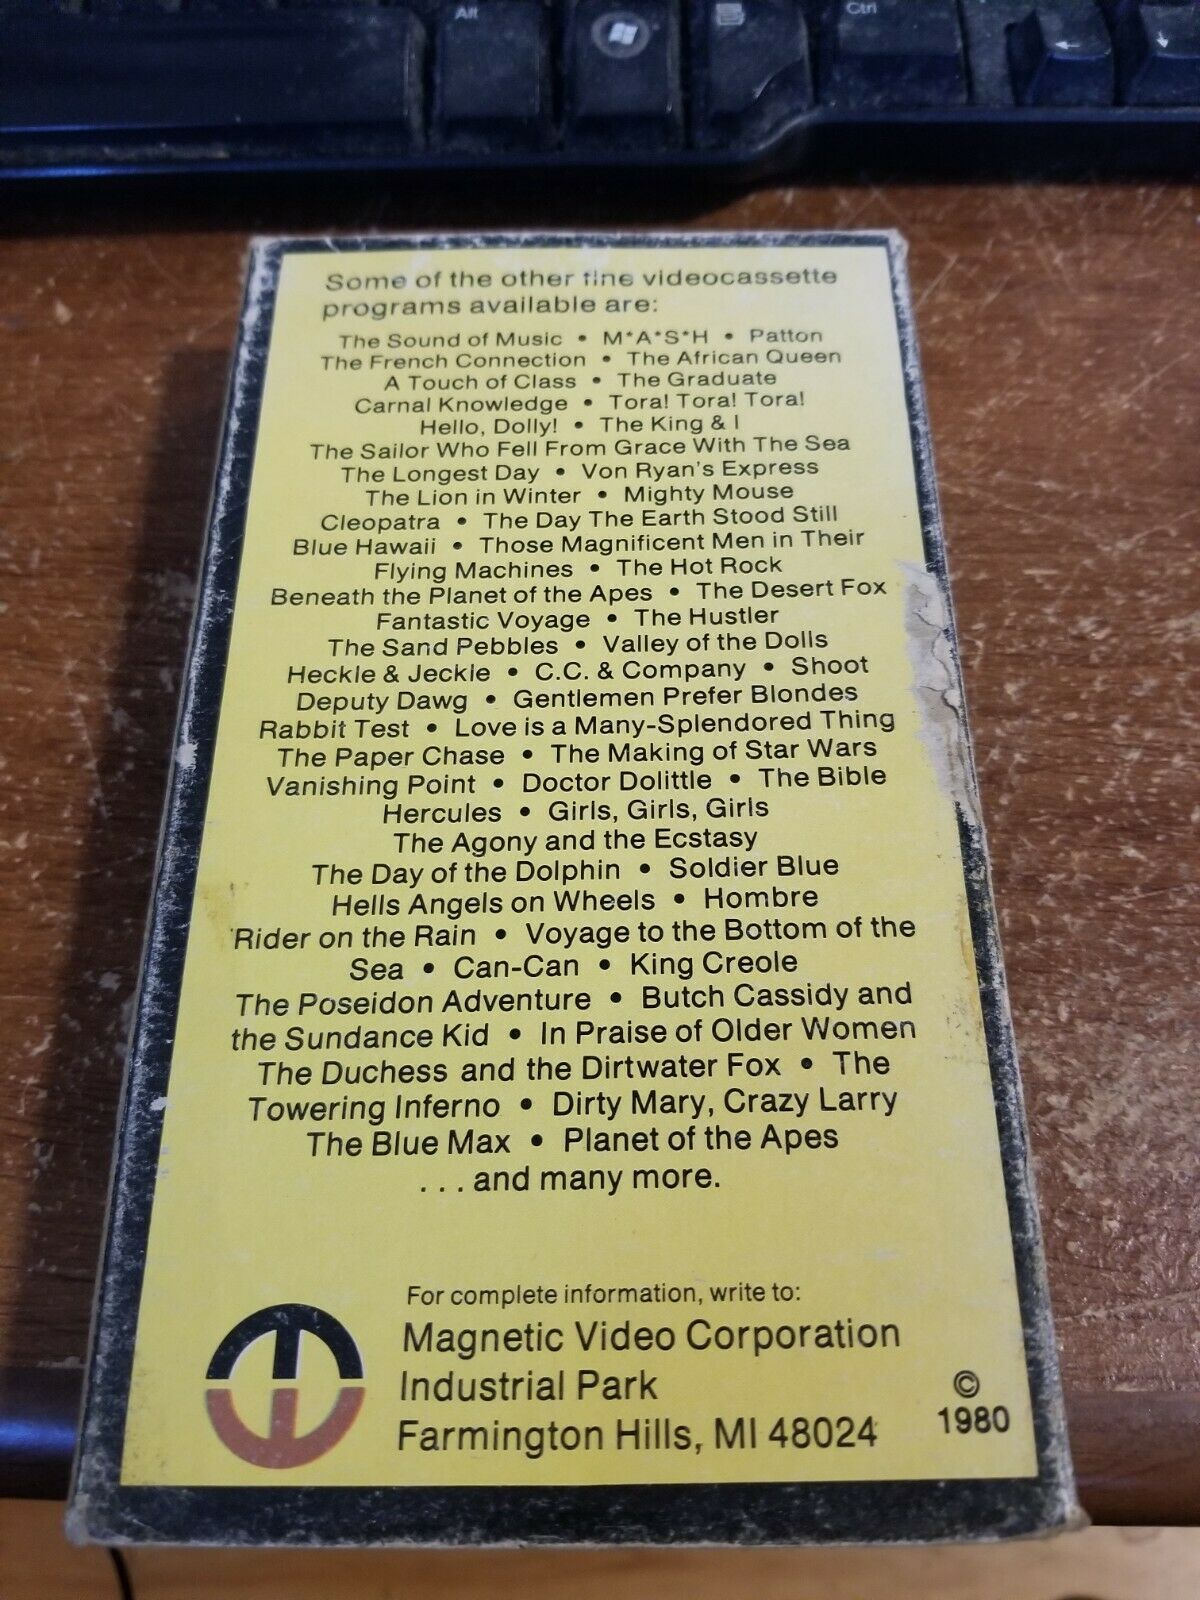 Alt
Ctrl
Some of the other fine videocassette
programs available are:
The Sound of Music • M*A*S*H • Patton
The French Connection • The African Queen
A Touch of Class • The Graduate
Carnal Knowledge • Tora! Tora! Tora!
Hello, Dolly! • The King & I
The Sailor Who Fell From Grace With The Sea
The Longest Day • Von Ryan's Express
The Lion in Winter • Mighty Mouse
Cleopatra • The Day The Earth Stood Still
Blue Hawaii • Those Magnificent Men in Their
Flying Machines • The Hot Rock
Beneath the Planet of the Apes • The Desert Fox
Fantastic Voyage • The Hustler
The Sand Pebbles • Valley of the Dolls
Heckle & Jeckle • C.C. & Company • Shoot
Deputy Dawg • Gentlemen Prefer Blondes
Rabbit Test • Love is a Many-Splendored Thing
The Paper Chase • The Making of Star Wars
Vanishing Point • Doctor Dolittle • The Bible
Hercules • Girls, Girls, Girls
The Agony and the Ecstasy
The Day of the Dolphin • Soldier Blue
Hells Angels on Wheels • Hombre
Rider on the Rain • Voyage to the Bottom of the
Sea • Can-Can • King Creole
The Poseidon Adventure • Butch Cassidy and
the Sundance Kid • In Praise of Older Women
The Duchess and the Dirtwater Fox • The
Towering Inferno • Dirty Mary, Crazy Larry
The Blue Max • Planet of the Apes
. . . and many more.
For complete information, write to:
Magnetic Video Corporation
Industrial Park
Farmington Hills, MI 48024
© 1980